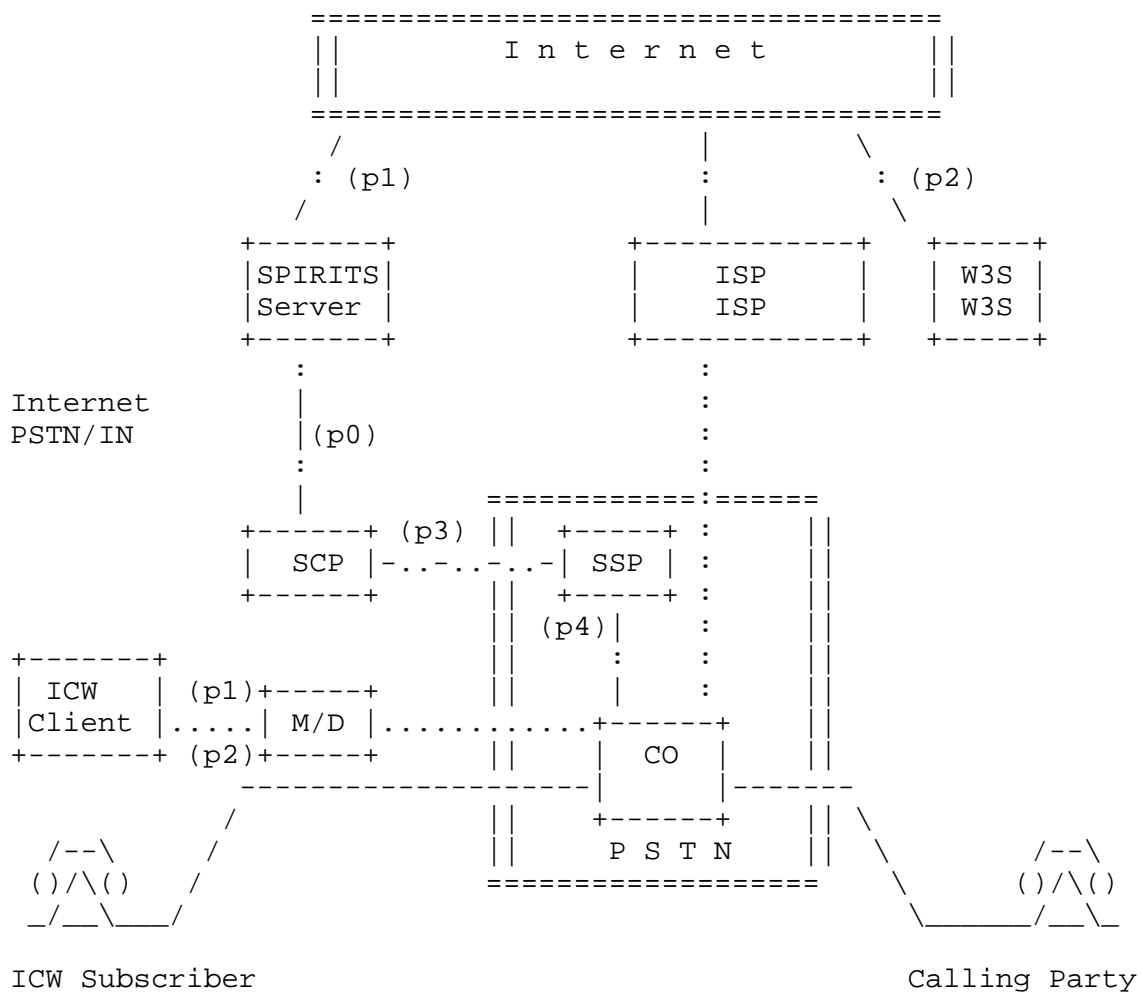 I n t e r n e t
(p1) (p2)
SPIRITS ISP W3S
Server ISP W3S
Internet
PSTN/IN (p0)
(p3)
SCP SSP
(p4)
ICW (p1)
Client M/D
(p2) CO
P S T N
ICW Subscriber Calling Party